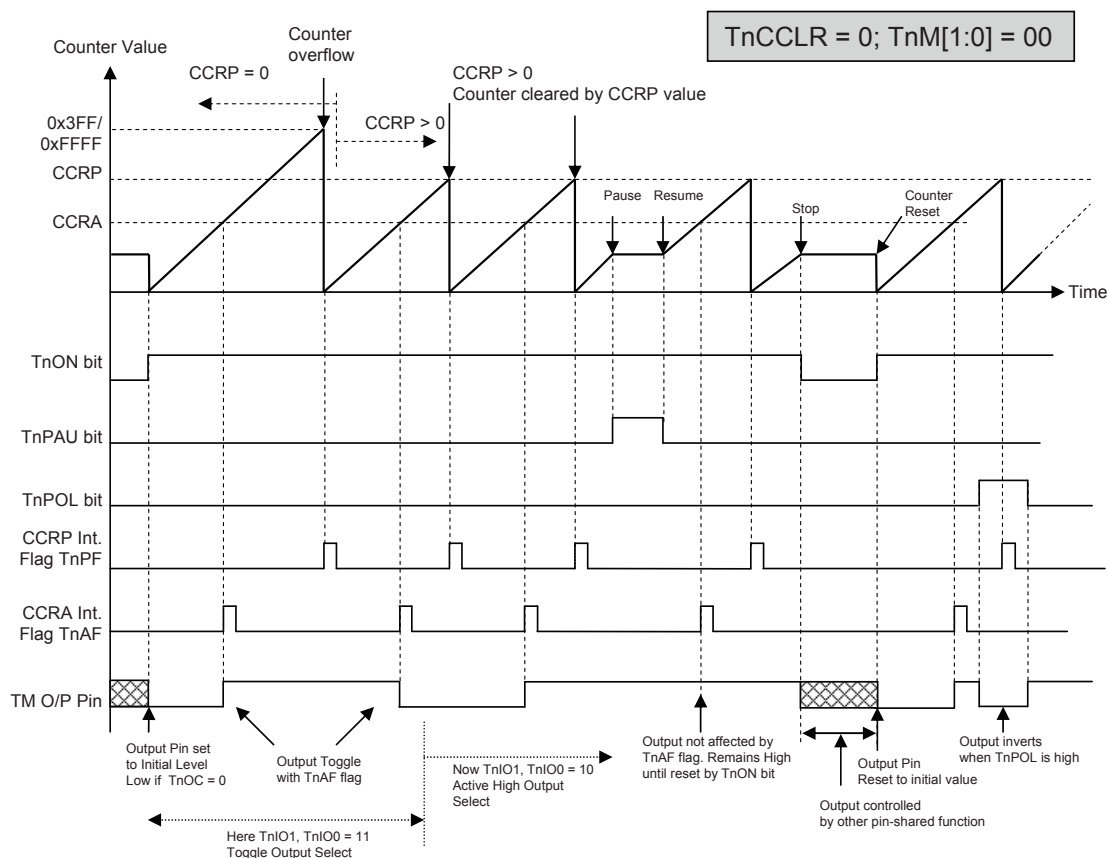 TnCCLR = 0; TnM[1:0] = 00
Counter Value
Counter
overflow
CCRP = 0
CCRP > 0
CCRP > 0
Counter cleared by CCRP value
0x3FF/
0xFFFF
CCRP
CCRA
Pause
Resume
Stop
Counter
Reset
Time
TnON bit
TnPAU bit
TnPOL bit
CCRP Int.
Flag TnPF
CCRA Int.
Flag TnAF
TM O/P Pin
Output Pin set
to Initial Level
Low if TnOC = 0
Output Toggle
with TnAF flag
Now TnIO1, TnIO0 = 10
Active High Output
Select
Output not affected by
TnAF flag. Remains High
until reset by TnON bit
Output Pin
Reset to initial value
Output inverts
when TnPOL is high
Output controlled
by other pin-shared function
Here TnIO1, TnIO0 = 11
Toggle Output Select